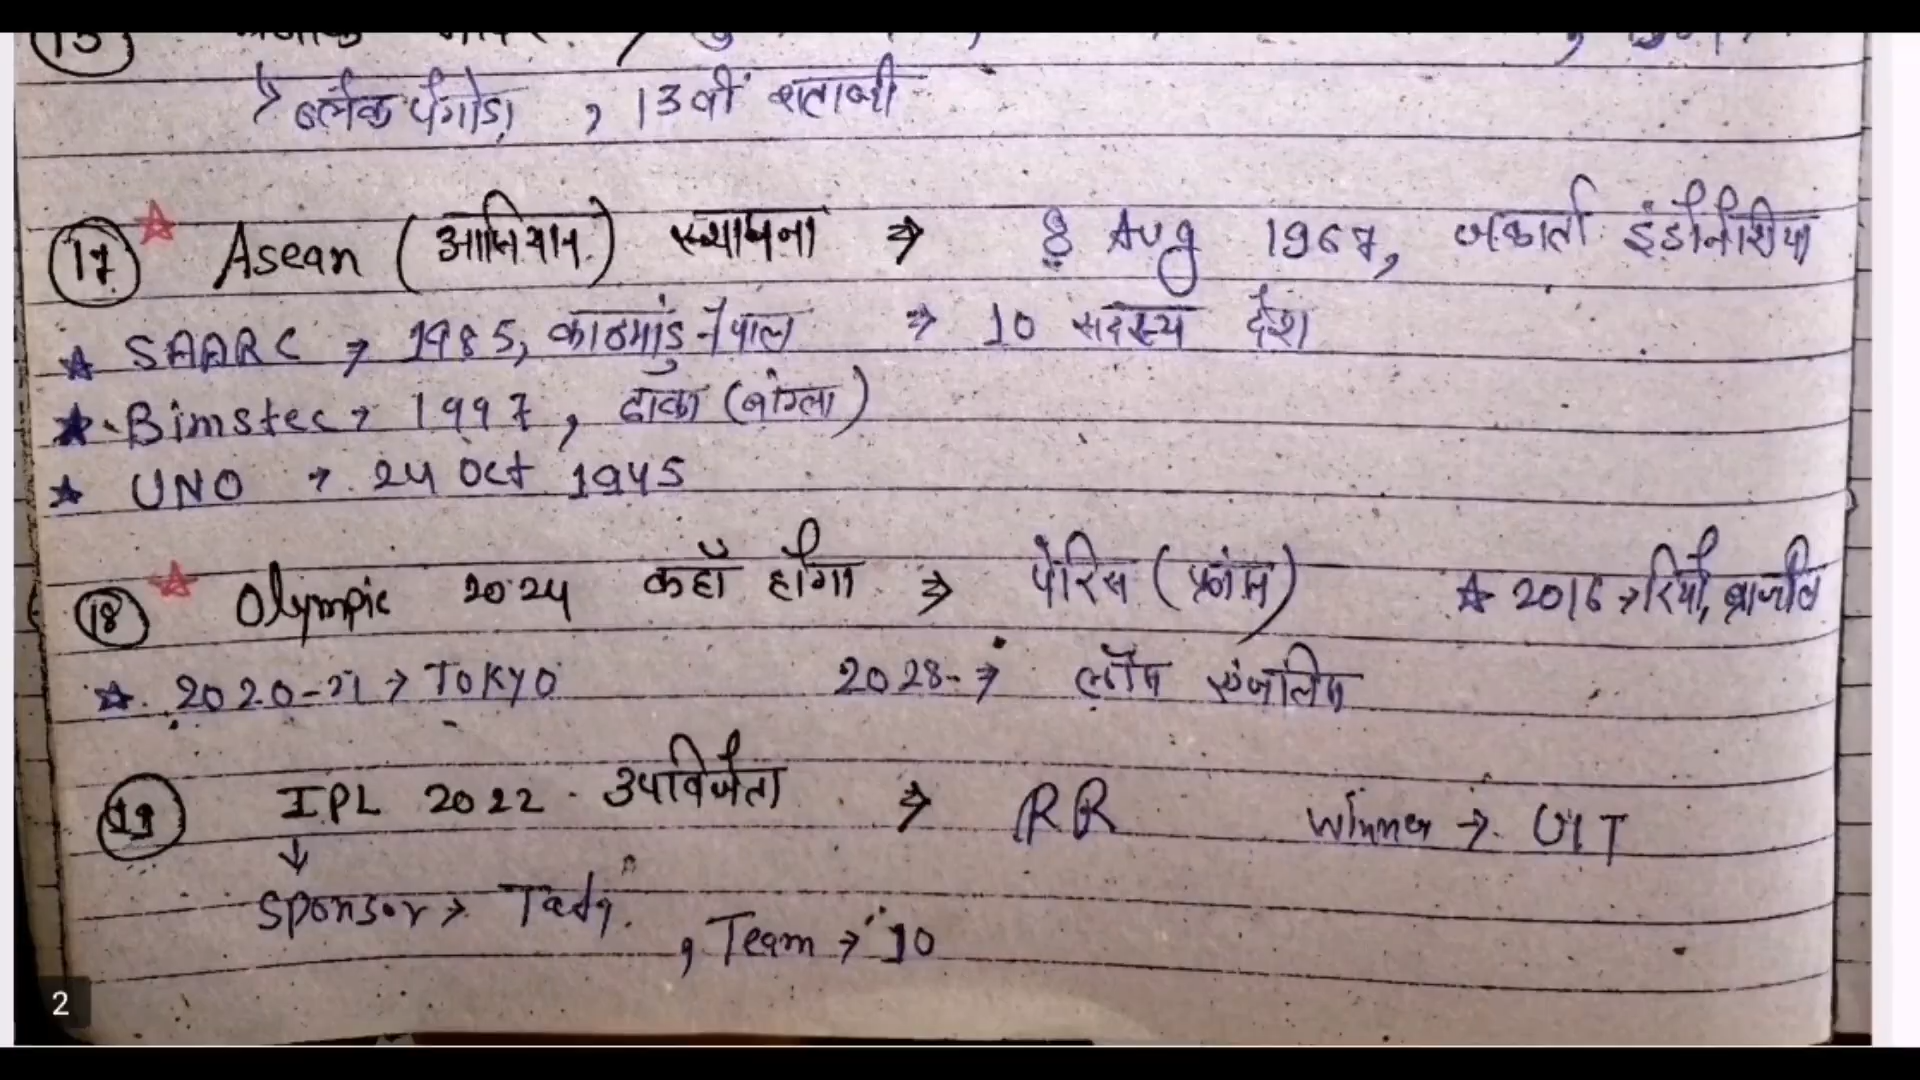 ब्लैक पैगोडा, 13वीं शताब्दी
17 Asean (आसियान) स्थापना ⇒ 8 Aug 1967, जकार्ता इंडोनेशिया
★ SAARC → 1985, काठमांडु नेपाल ⇒ 10 सदस्य देश
★ Bimstec → 1997, ढाका (बांग्ला)
★ UNO → 24 Oct 1945
18 Olympic 2024 कहाँ होगा ⇒ पेरिस (फ्रांस) ★ 2016 → रियो, ब्राजील
★ 2020-21 → TOKYO 2028 → लॉस एंजलिस
19 IPL 2022 उपविजेता ⇒ RR Winner → GT
↓
Sponsor → Tata, Team → 10
2